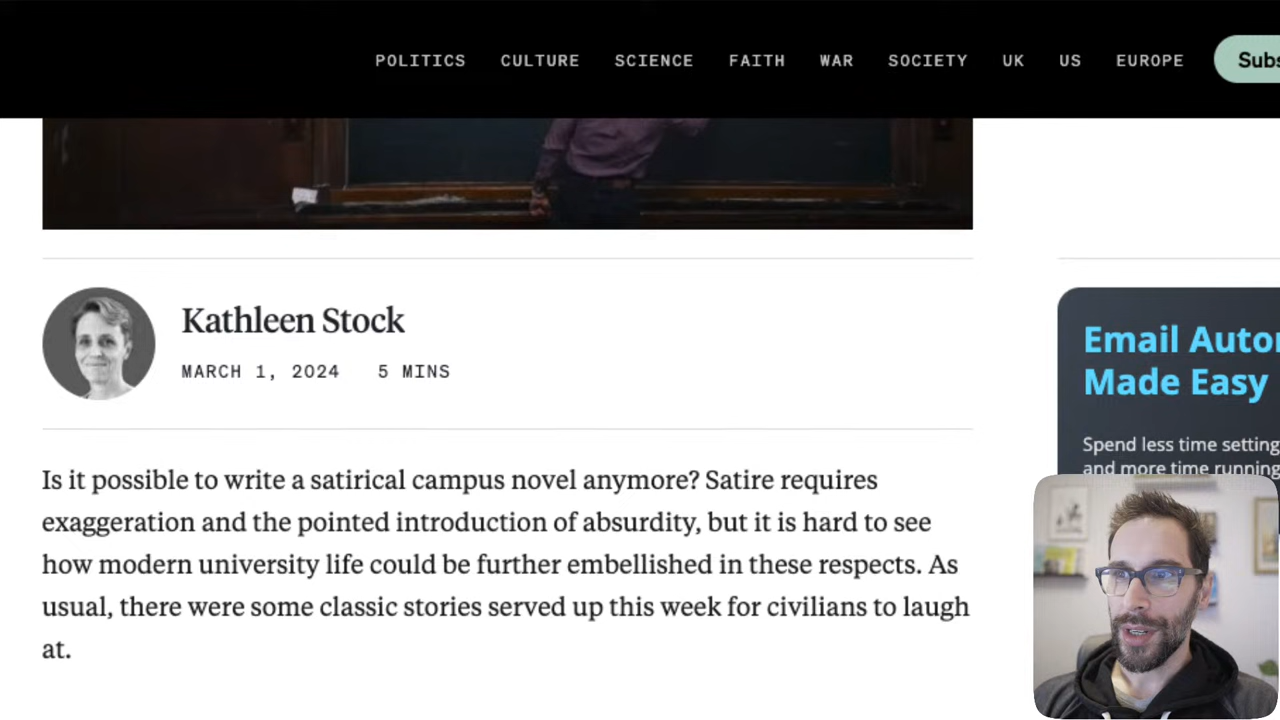 POLITICS CULTURE SCIENCE FAITH WAR SOCIETY UK US EUROPE
Kathleen Stock
MARCH 1, 2024 5 MINS
Is it possible to write a satirical campus novel anymore? Satire requires
exaggeration and the pointed introduction of absurdity, but it is hard to see
how modern university life could be further embellished in these respects. As
usual, there were some classic stories served up this week for civilians to laugh
at.
Email
Made Easy
Spend less time setting
and more time running